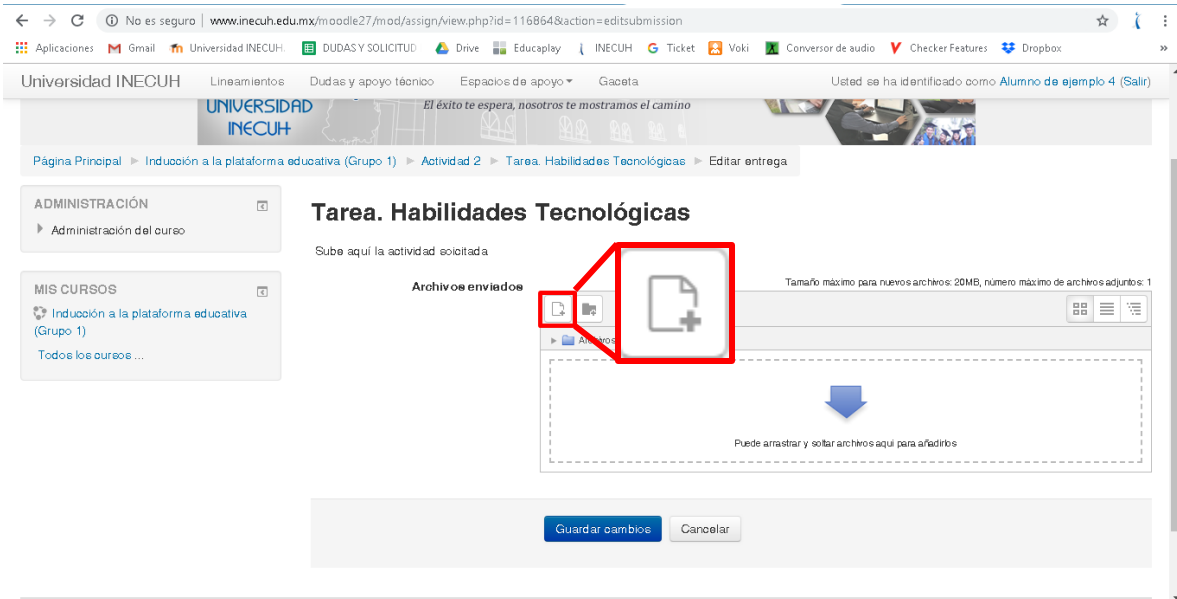 No es seguro | www.inecuh.edu.mx/moodle27/mod/assign/view.php?id=116864&action=editsubmission
Aplicaciones Gmail Universidad INECUH. DUDAS Y SOLICITUD Drive Educaplay INECUH Ticket Voki Conversor de audio Checker Features Dropbox »
Universidad INECUH Lineamientos Dudas y apoyo técnico Espacios de apoyo Gaceta Usted se ha identificado como Alumno de ejemplo 4 (Salir)
UNIVERSIDAD
INECUH
El éxito te espera, nosotros te mostramos el camino
Página Principal ► Inducción a la plataforma educativa (Grupo 1) ► Actividad 2 ► Tarea. Habilidades Tecnológicas ► Editar entrega
ADMINISTRACIÓN
Administración del curso
MIS CURSOS
Inducción a la plataforma educativa
(Grupo 1)
Todos los cursos ...
Tarea. Habilidades Tecnológicas
Sube aquí la actividad soicitada
Archivos enviados
Tamaño máximo para nuevos archivos: 20MB, número máximo de archivos adjuntos: 1
Archivos
Puede arrastrar y soltar archivos aquí para añadirlos
Guardar cambios Cancelar